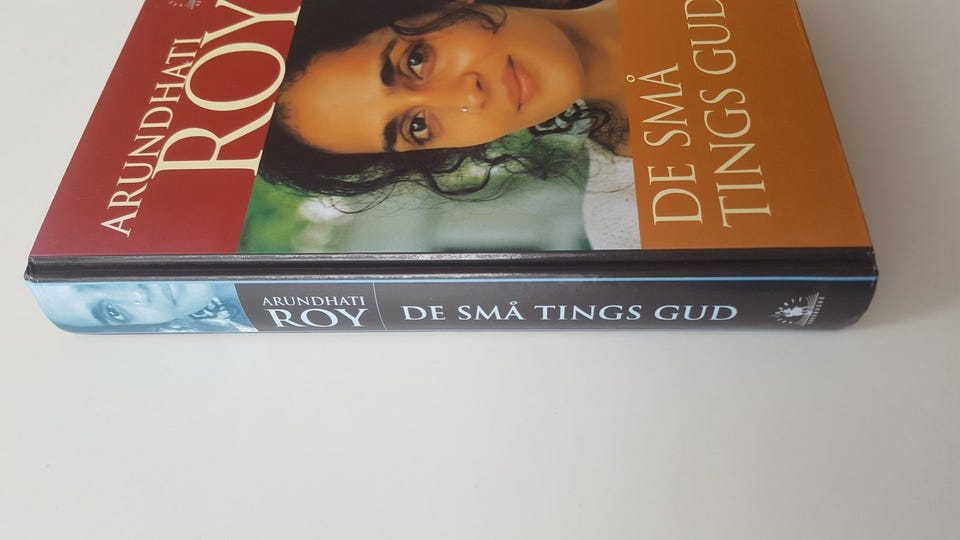 ARUNDHATI
ROY
DE SMÅ
TINGS GUD
ARUNDHATI
ROY
DE SMÅ TINGS GUD